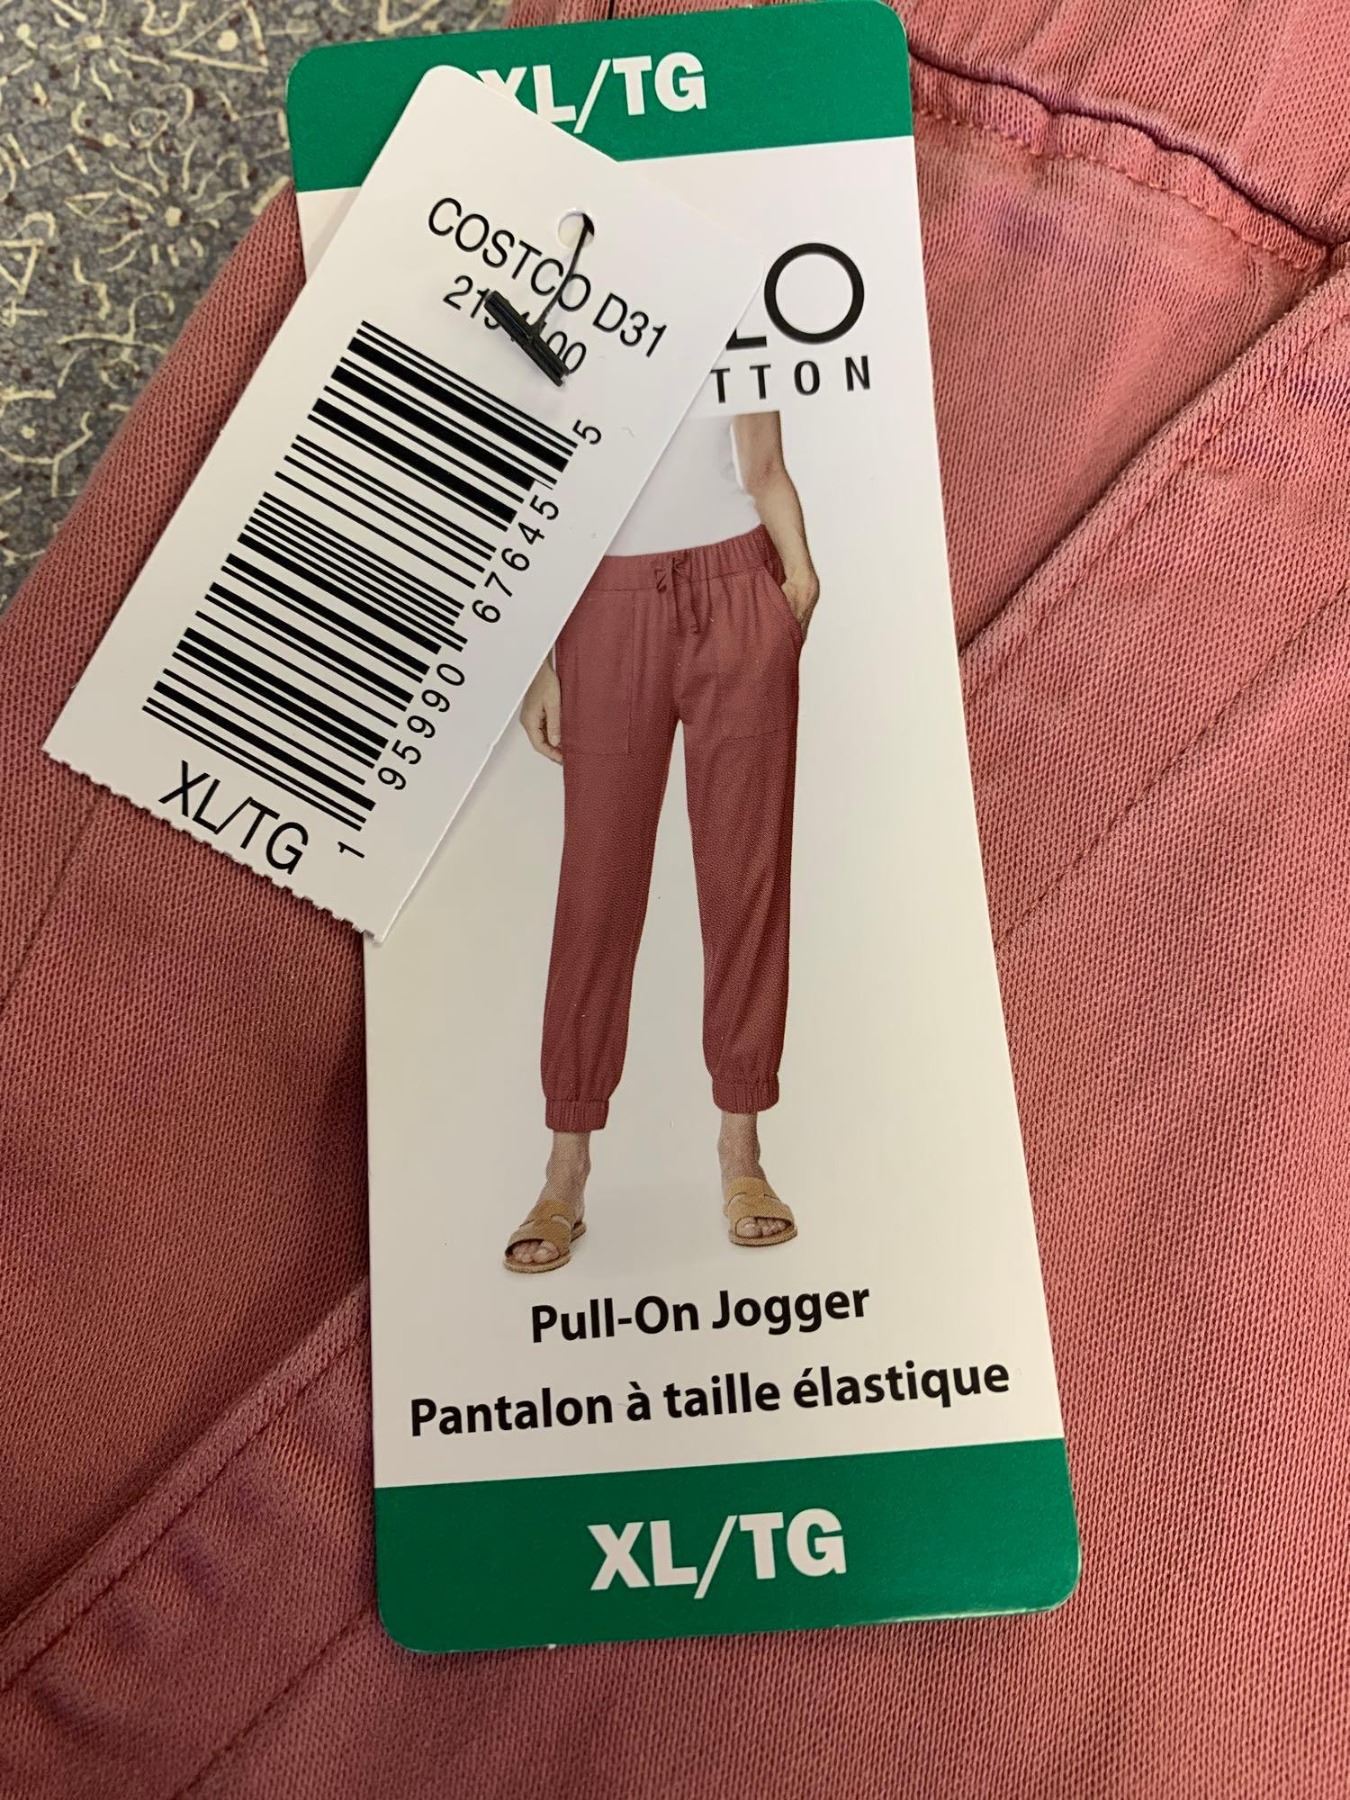 XL/TG
COSTCO D31
LO
TTON
5
1 95990 67645
XL/TG
Pull-On Jogger
Pantalon à taille élastique
XL/TG